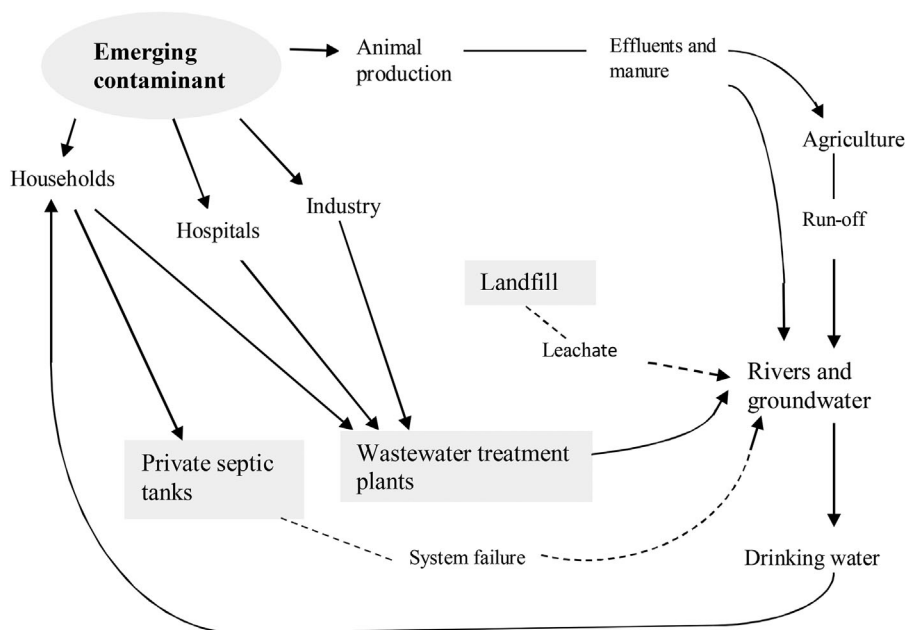 Emerging
contaminant
Animal
production
Effluents and
manure
Agriculture
Households
Hospitals
Industry
Run-off
Landfill
Leachate
Rivers and
groundwater
Private septic
tanks
Wastewater treatment
plants
System failure
Drinking water